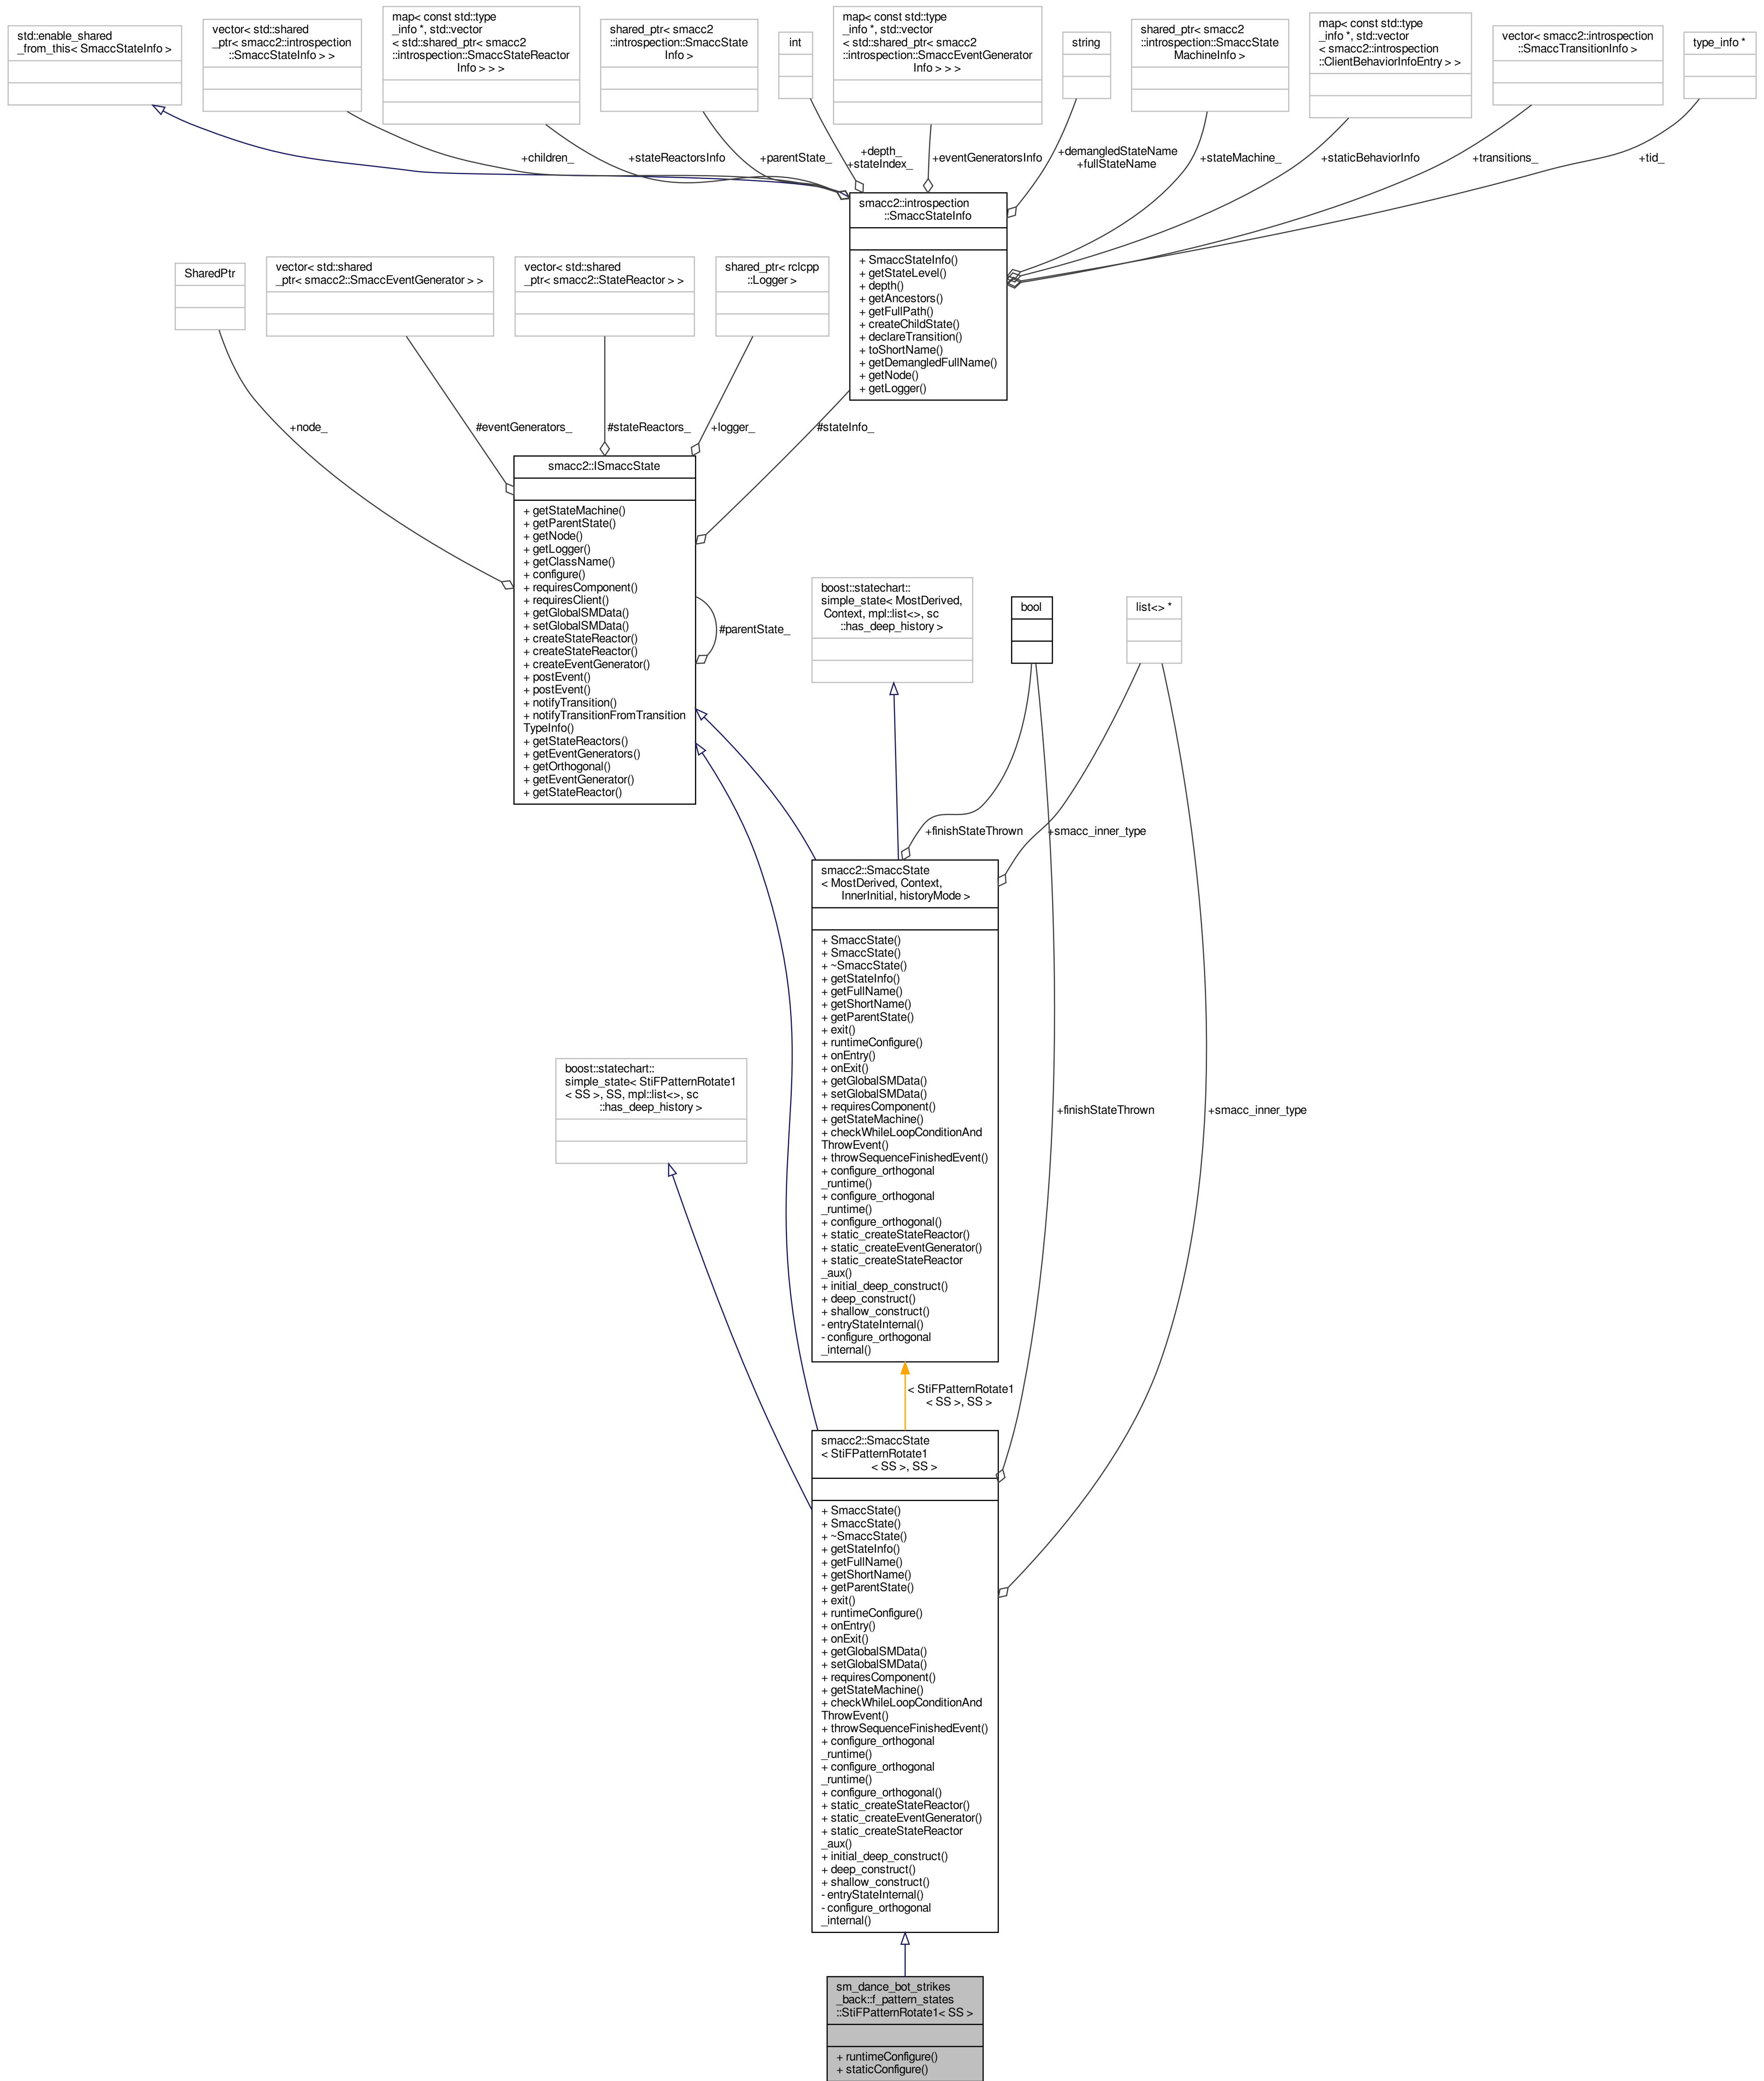 std::enable_shared
_from_this< SmaccStateInfo >
vector< std::shared
_ptr< smacc2::introspection
::SmaccStateInfo > >
map< const std::type
_info *, std::vector
< std::shared_ptr< smacc2
::introspection::SmaccStateReactor
Info > > >
shared_ptr< smacc2
::introspection::SmaccState
Info >
int
map< const std::type
_info *, std::vector
< std::shared_ptr< smacc2
::introspection::SmaccEventGenerator
Info > > >
string
shared_ptr< smacc2
::introspection::SmaccState
MachineInfo >
map< const std::type
_info *, std::vector
< smacc2::introspection
::ClientBehaviorInfoEntry > >
vector< smacc2::introspection
::SmaccTransitionInfo >
type_info *
+children_
+stateReactorsInfo
+parentState_
+depth_
+stateIndex_
+eventGeneratorsInfo
+demangledStateName
+fullStateName
+stateMachine_
+staticBehaviorInfo
+transitions_
+tid_
smacc2::introspection
::SmaccStateInfo
+ SmaccStateInfo()
+ getStateLevel()
+ depth()
+ getAncestors()
+ getFullPath()
+ createChildState()
+ declareTransition()
+ toShortName()
+ getDemangledFullName()
+ getNode()
+ getLogger()
SharedPtr
vector< std::shared
_ptr< smacc2::SmaccEventGenerator > >
vector< std::shared
_ptr< smacc2::StateReactor > >
shared_ptr< rclcpp
::Logger >
+node_
#eventGenerators_
#stateReactors_
+logger_
#stateInfo_
smacc2::ISmaccState
+ getStateMachine()
+ getParentState()
+ getNode()
+ getLogger()
+ getClassName()
+ configure()
+ requiresComponent()
+ requiresClient()
+ getGlobalSMData()
+ setGlobalSMData()
+ createStateReactor()
+ createStateReactor()
+ createEventGenerator()
+ postEvent()
+ postEvent()
+ notifyTransition()
+ notifyTransitionFromTransition
TypeInfo()
+ getStateReactors()
+ getEventGenerators()
+ getOrthogonal()
+ getEventGenerator()
+ getStateReactor()
#parentState_
boost::statechart::
simple_state< MostDerived,
Context, mpl::list<>, sc
::has_deep_history >
bool
list<> *
+finishStateThrown
+smacc_inner_type
smacc2::SmaccState
< MostDerived, Context,
InnerInitial, historyMode >
+ SmaccState()
+ SmaccState()
+ ~SmaccState()
+ getStateInfo()
+ getFullName()
+ getShortName()
+ getParentState()
+ exit()
+ runtimeConfigure()
+ onEntry()
+ onExit()
+ getGlobalSMData()
+ setGlobalSMData()
+ requiresComponent()
+ getStateMachine()
+ checkWhileLoopConditionAnd
ThrowEvent()
+ throwSequenceFinishedEvent()
+ configure_orthogonal
_runtime()
+ configure_orthogonal
_runtime()
+ configure_orthogonal()
+ static_createStateReactor()
+ static_createEventGenerator()
+ static_createStateReactor
_aux()
+ initial_deep_construct()
+ deep_construct()
+ shallow_construct()
- entryStateInternal()
- configure_orthogonal
_internal()
boost::statechart::
simple_state< StiFPatternRotate1
< SS >, SS, mpl::list<>, sc
::has_deep_history >
+finishStateThrown
+smacc_inner_type
< StiFPatternRotate1
< SS >, SS >
smacc2::SmaccState
< StiFPatternRotate1
< SS >, SS >
+ SmaccState()
+ SmaccState()
+ ~SmaccState()
+ getStateInfo()
+ getFullName()
+ getShortName()
+ getParentState()
+ exit()
+ runtimeConfigure()
+ onEntry()
+ onExit()
+ getGlobalSMData()
+ setGlobalSMData()
+ requiresComponent()
+ getStateMachine()
+ checkWhileLoopConditionAnd
ThrowEvent()
+ throwSequenceFinishedEvent()
+ configure_orthogonal
_runtime()
+ configure_orthogonal
_runtime()
+ configure_orthogonal()
+ static_createStateReactor()
+ static_createEventGenerator()
+ static_createStateReactor
_aux()
+ initial_deep_construct()
+ deep_construct()
+ shallow_construct()
- entryStateInternal()
- configure_orthogonal
_internal()
sm_dance_bot_strikes
_back::f_pattern_states
::StiFPatternRotate1< SS >
+ runtimeConfigure()
+ staticConfigure()